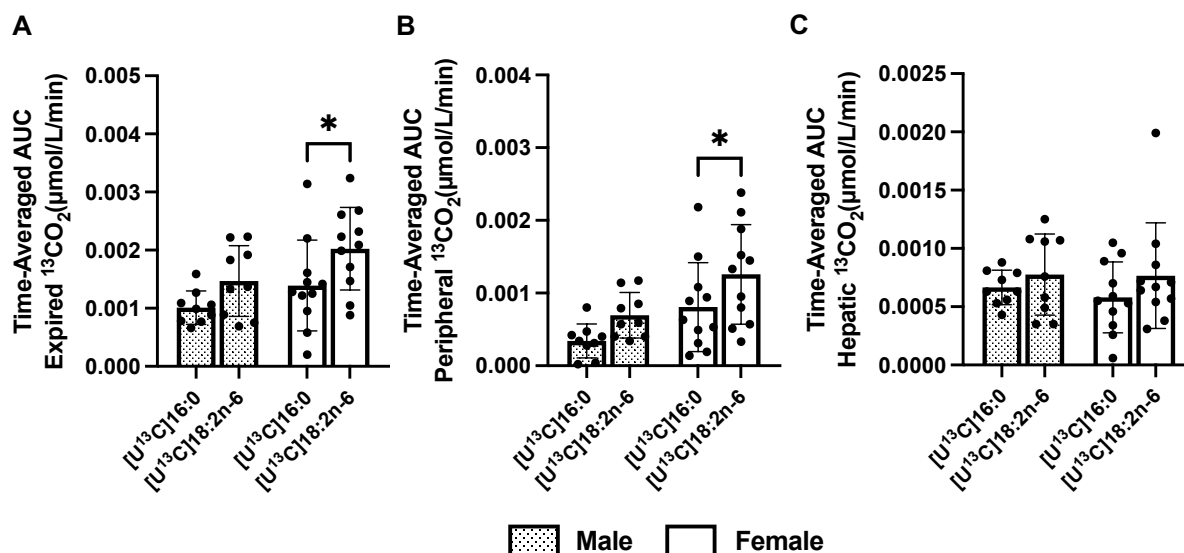 A
Time-Averaged AUC
Expired ¹³CO₂(µmol/L/min)
0.005
0.004
0.003
0.002
0.001
0.000
*
[U¹³C]16:0
[U¹³C]18:2n-6
[U¹³C]16:0
[U¹³C]18:2n-6
B
Time-Averaged AUC
Peripheral ¹³CO₂(µmol/L/min)
0.004
0.003
0.002
0.001
0.000
*
[U¹³C]16:0
[U¹³C]18:2n-6
[U¹³C]16:0
[U¹³C]18:2n-6
C
Time-Averaged AUC
Hepatic ¹³CO₂(µmol/L/min)
0.0025
0.0020
0.0015
0.0010
0.0005
0.0000
[U¹³C]16:0
[U¹³C]18:2n-6
[U¹³C]16:0
[U¹³C]18:2n-6
Male
Female